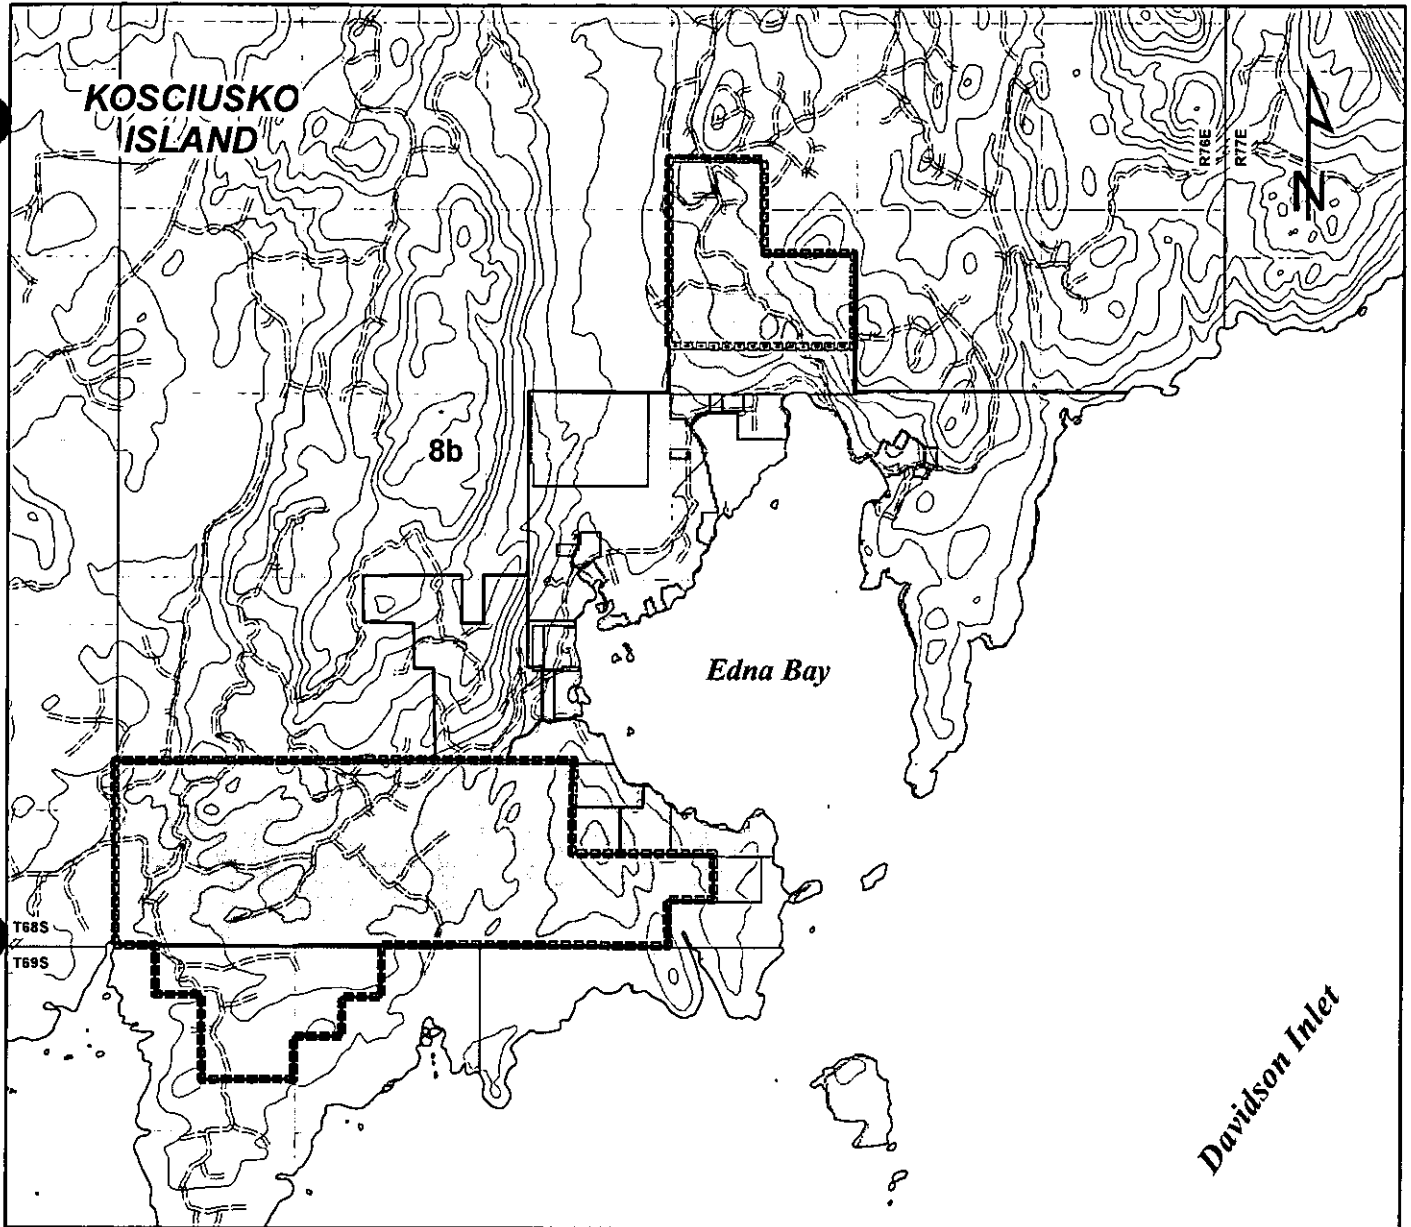 KOSCIUSKO
ISLAND
R76E
R77E
N
8b
Edna Bay
T68S
T69S
Davidson Inlet